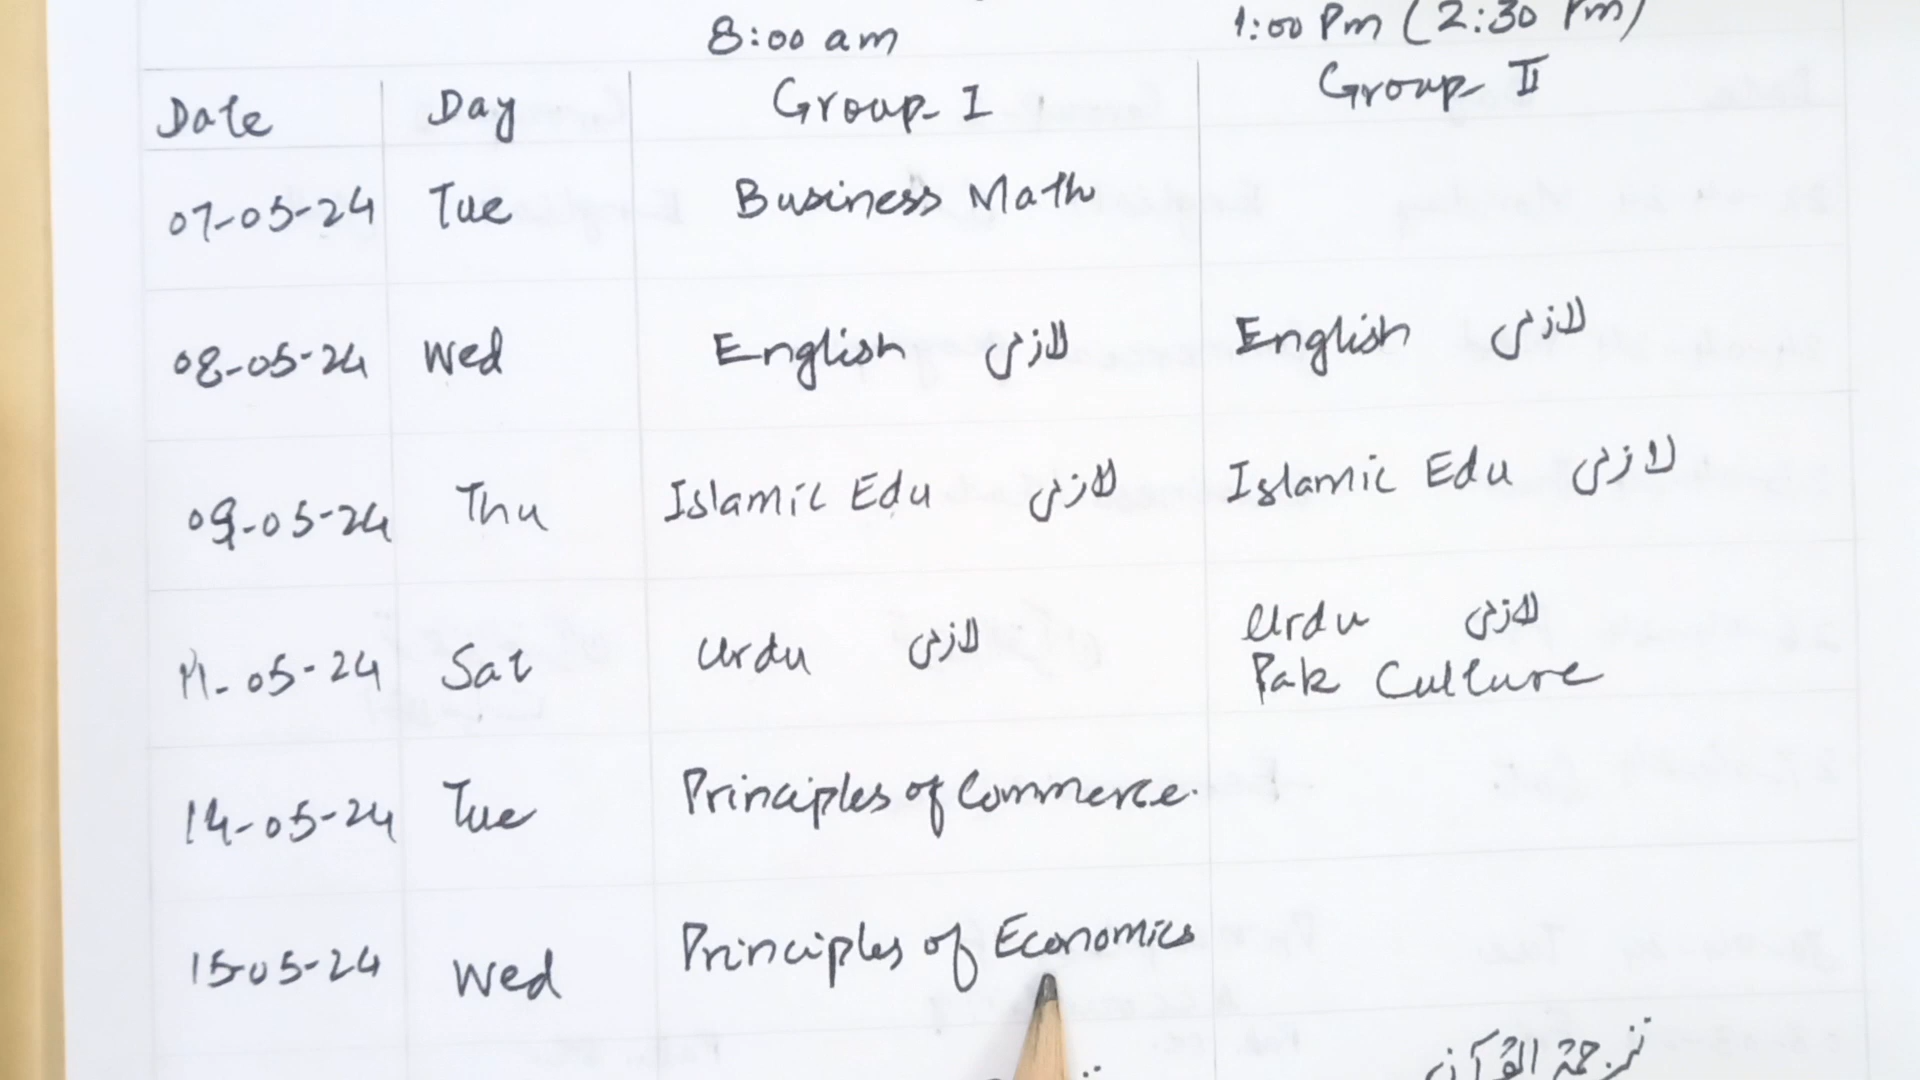 8:00 am 1:00 Pm (2:30 Pm)
Date Day Group I Group II
07-05-24 Tue Business Math
08-05-24 Wed English لازمی English لازمی
09-05-24 Thu Islamic Edu لازمی Islamic Edu لازمی
11-05-24 Sat Urdu لازمی Urdu لازمی
Pak Culture
14-05-24 Tue Principles of Commerce.
15-05-24 Wed Principles of Economics
ترجمۃ القرآن